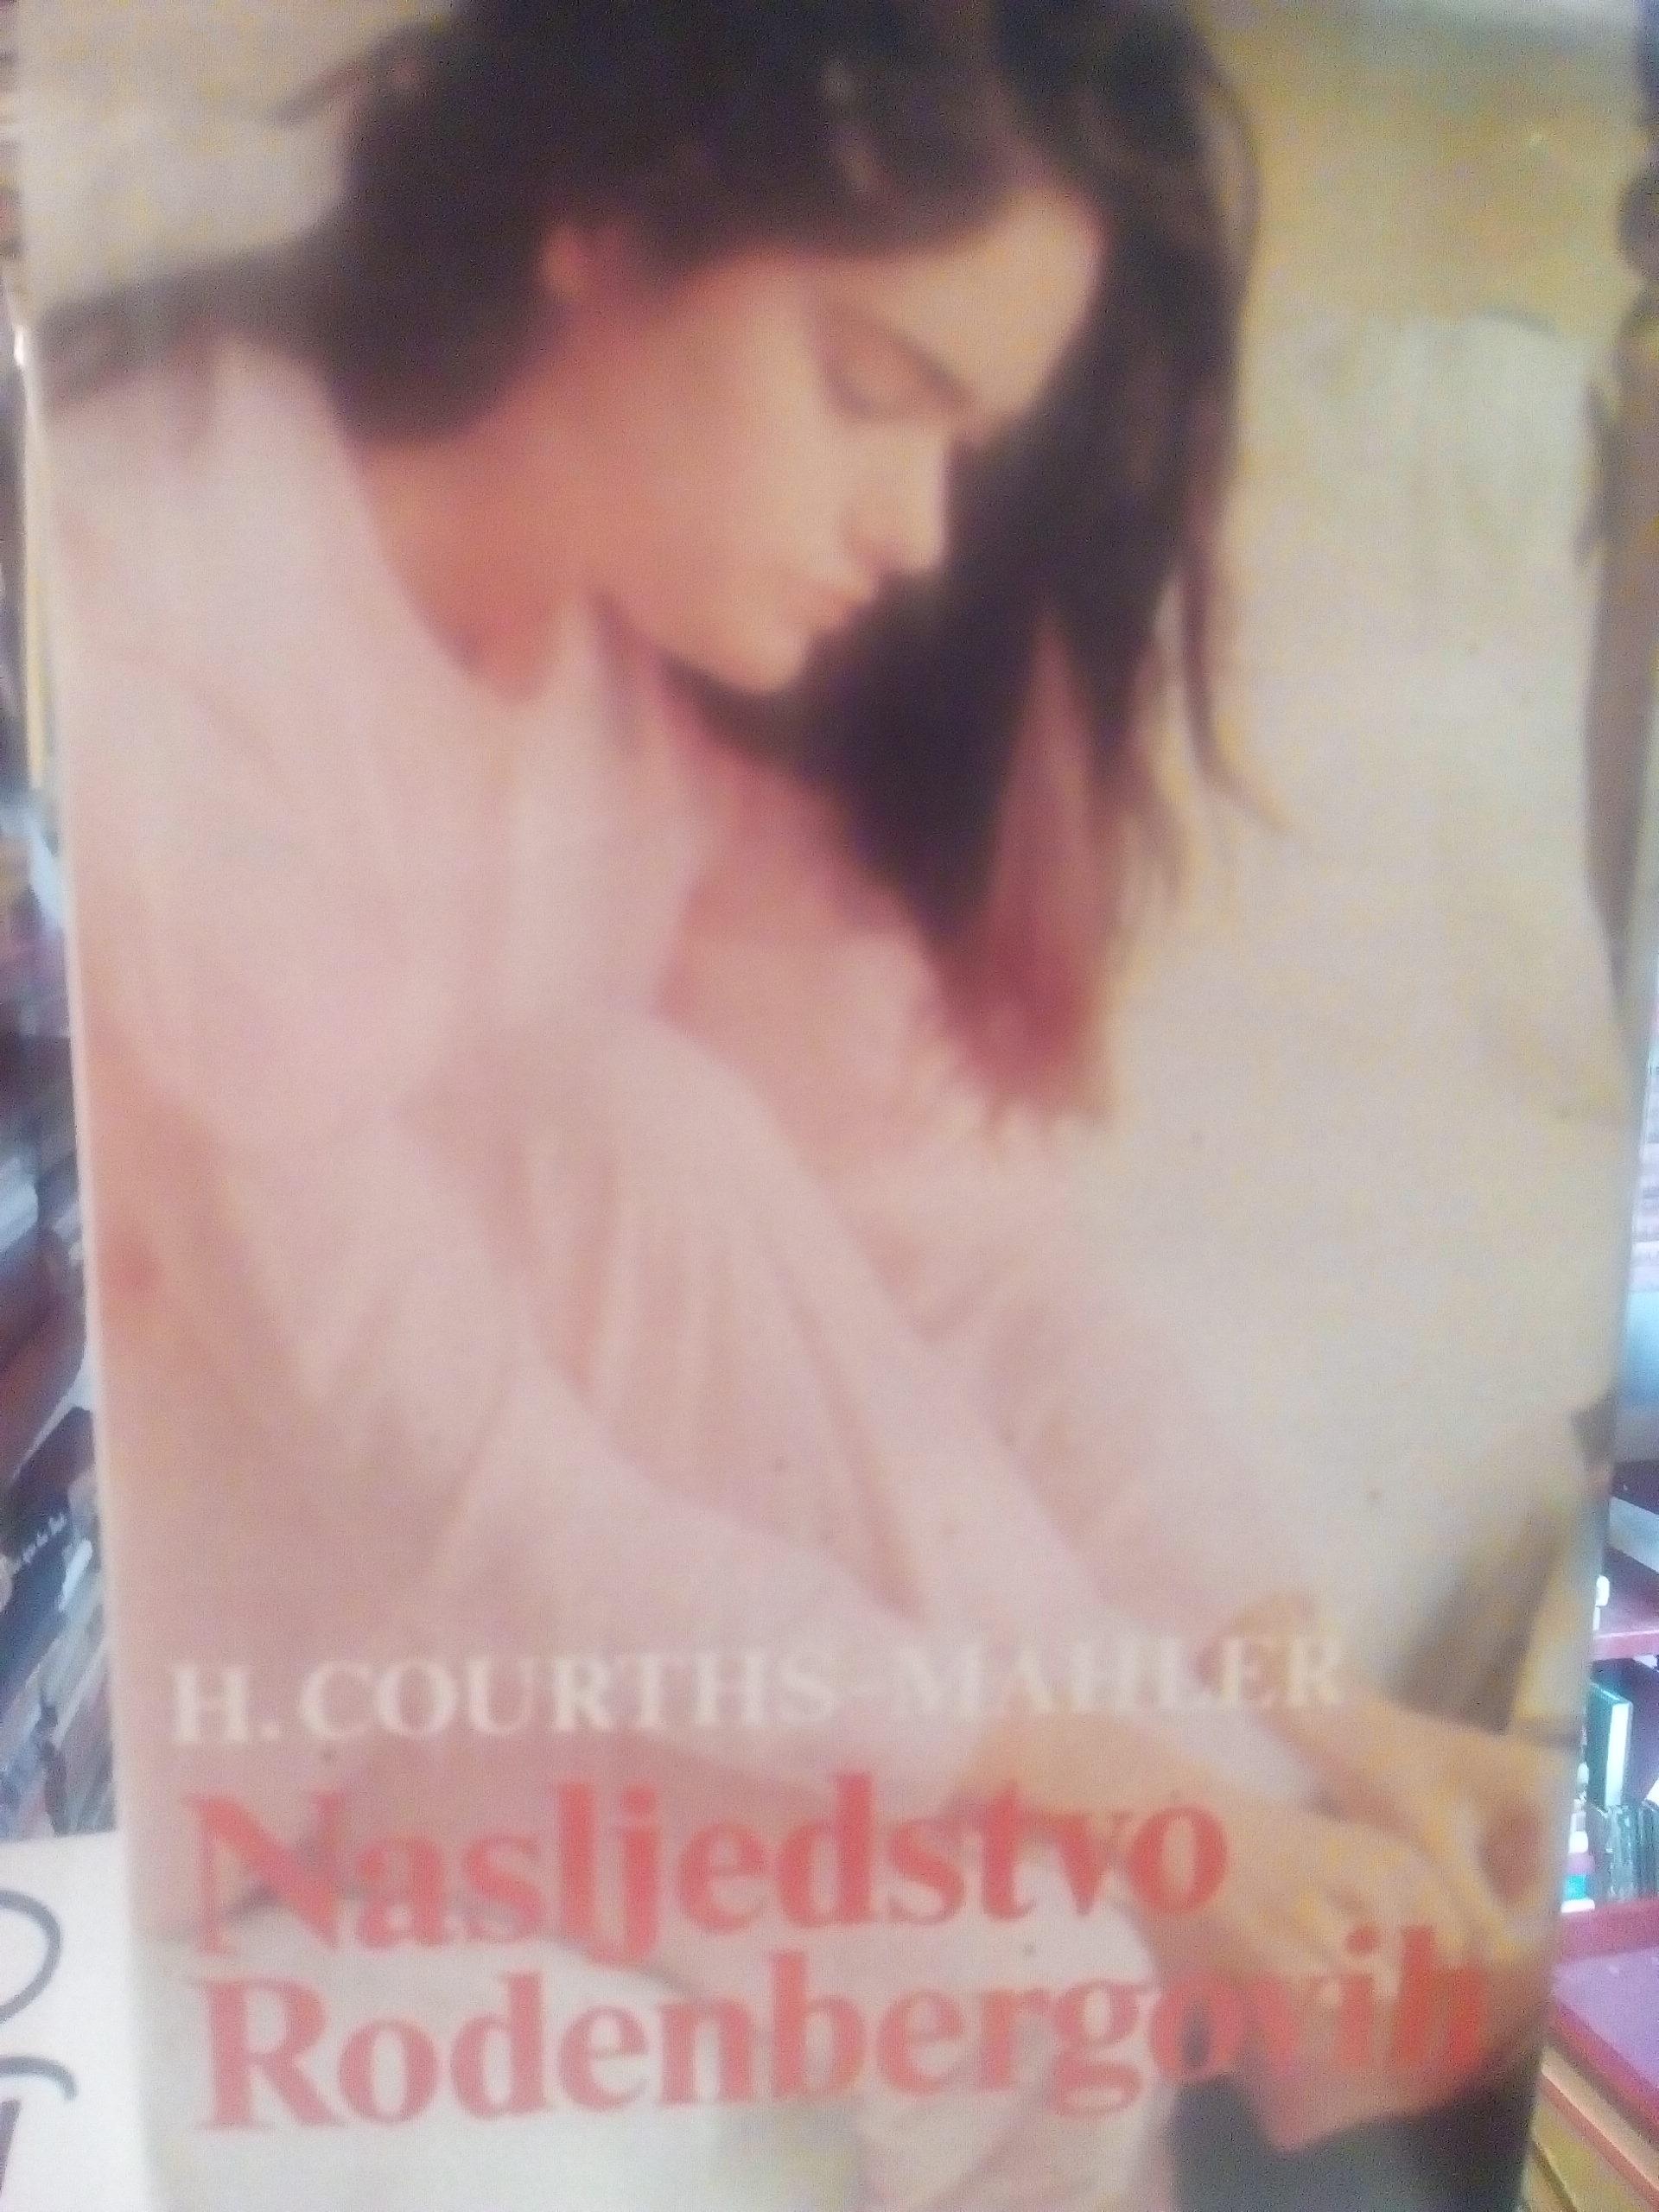 H. COURTHS-MAHLER
Nasljedstvo
Rodenbergovih